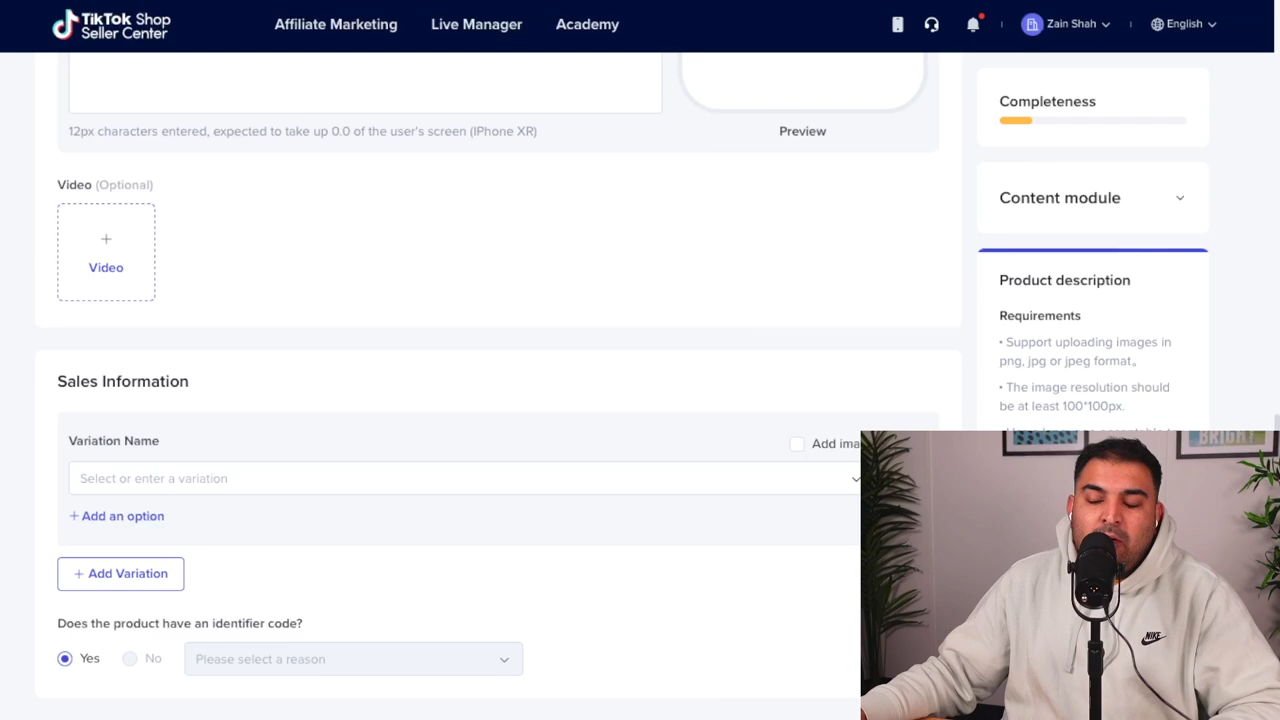 TikTok Shop
Seller Center
Affiliate Marketing
Live Manager
Academy
Zain Shah
English
12px characters entered, expected to take up 0.0 of the user's screen (IPhone XR)
Preview
Video (Optional)
+
Video
Sales Information
Variation Name
Add ima
Select or enter a variation
+ Add an option
+ Add Variation
Does the product have an identifier code?
Yes
No
Please select a reason
Completeness
Content module
Product description
Requirements
• Support uploading images in
png, jpg or jpeg format。
• The image resolution should
be at least 100*100px.
BRIGHT
NIKE